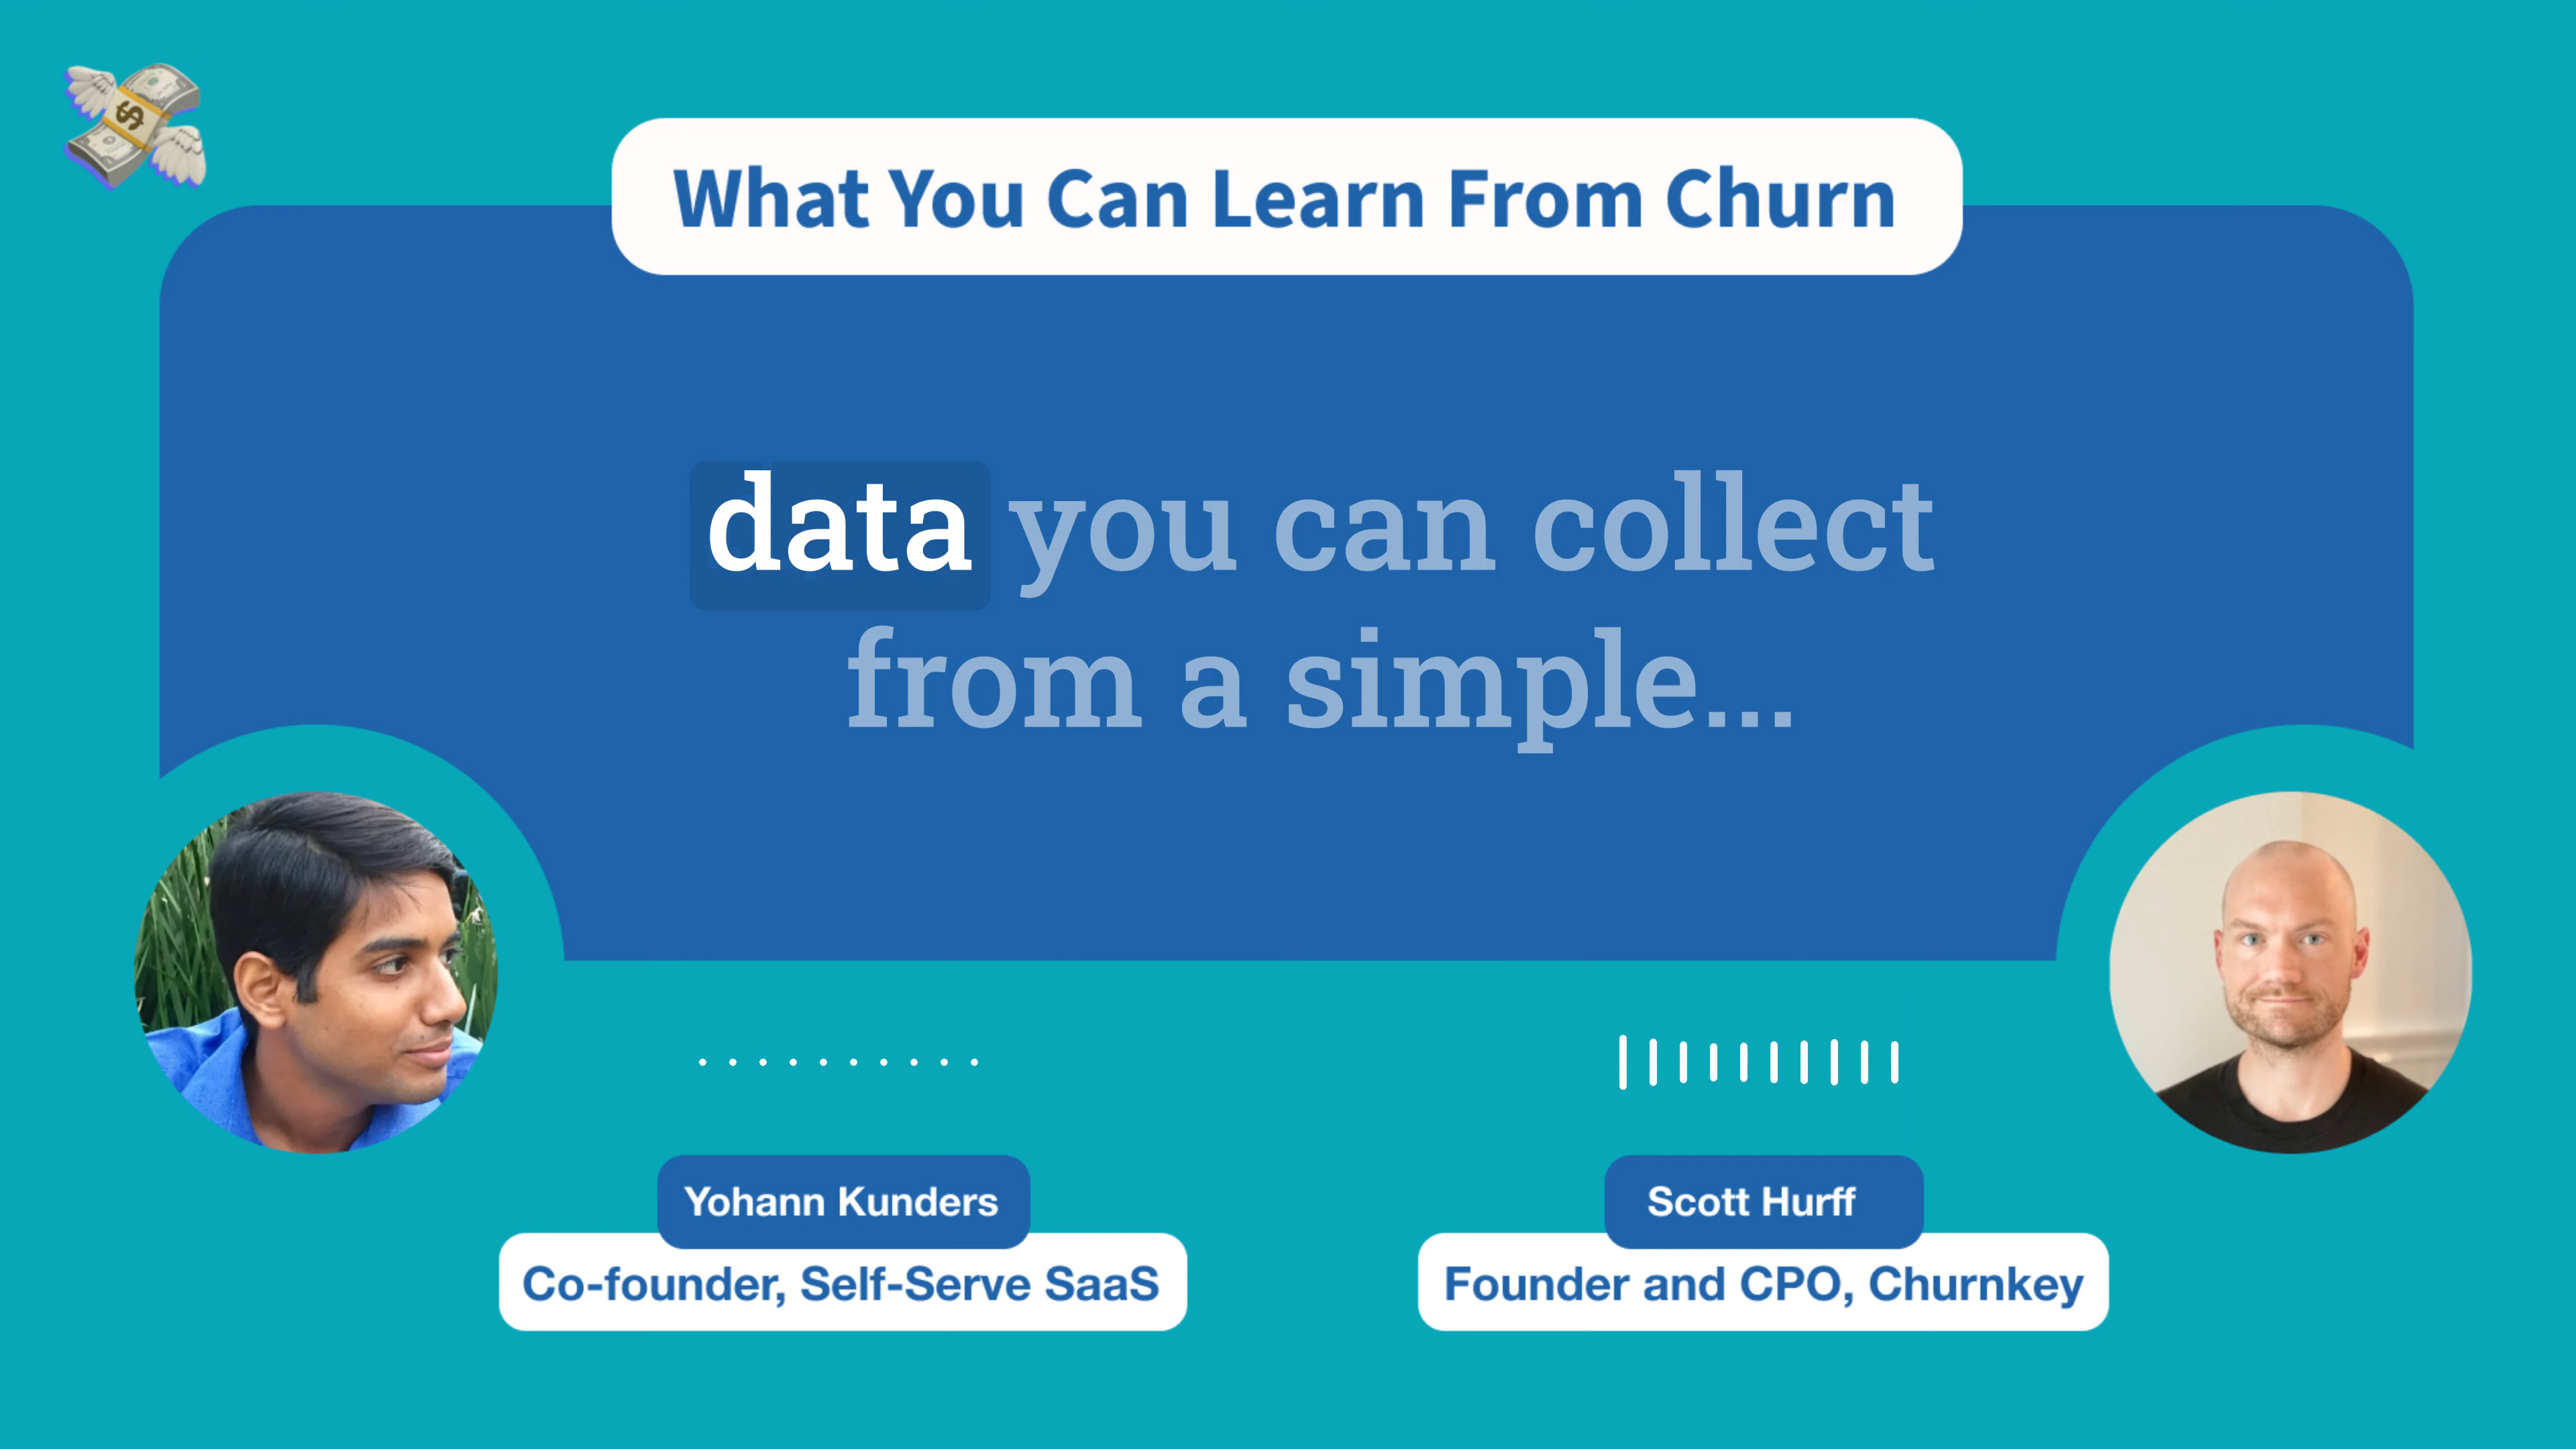 What You Can Learn From Churn
data you can collect
from a simple...
Yohann Kunders
Co-founder, Self-Serve SaaS
Scott Hurff
Founder and CPO, Churnkey